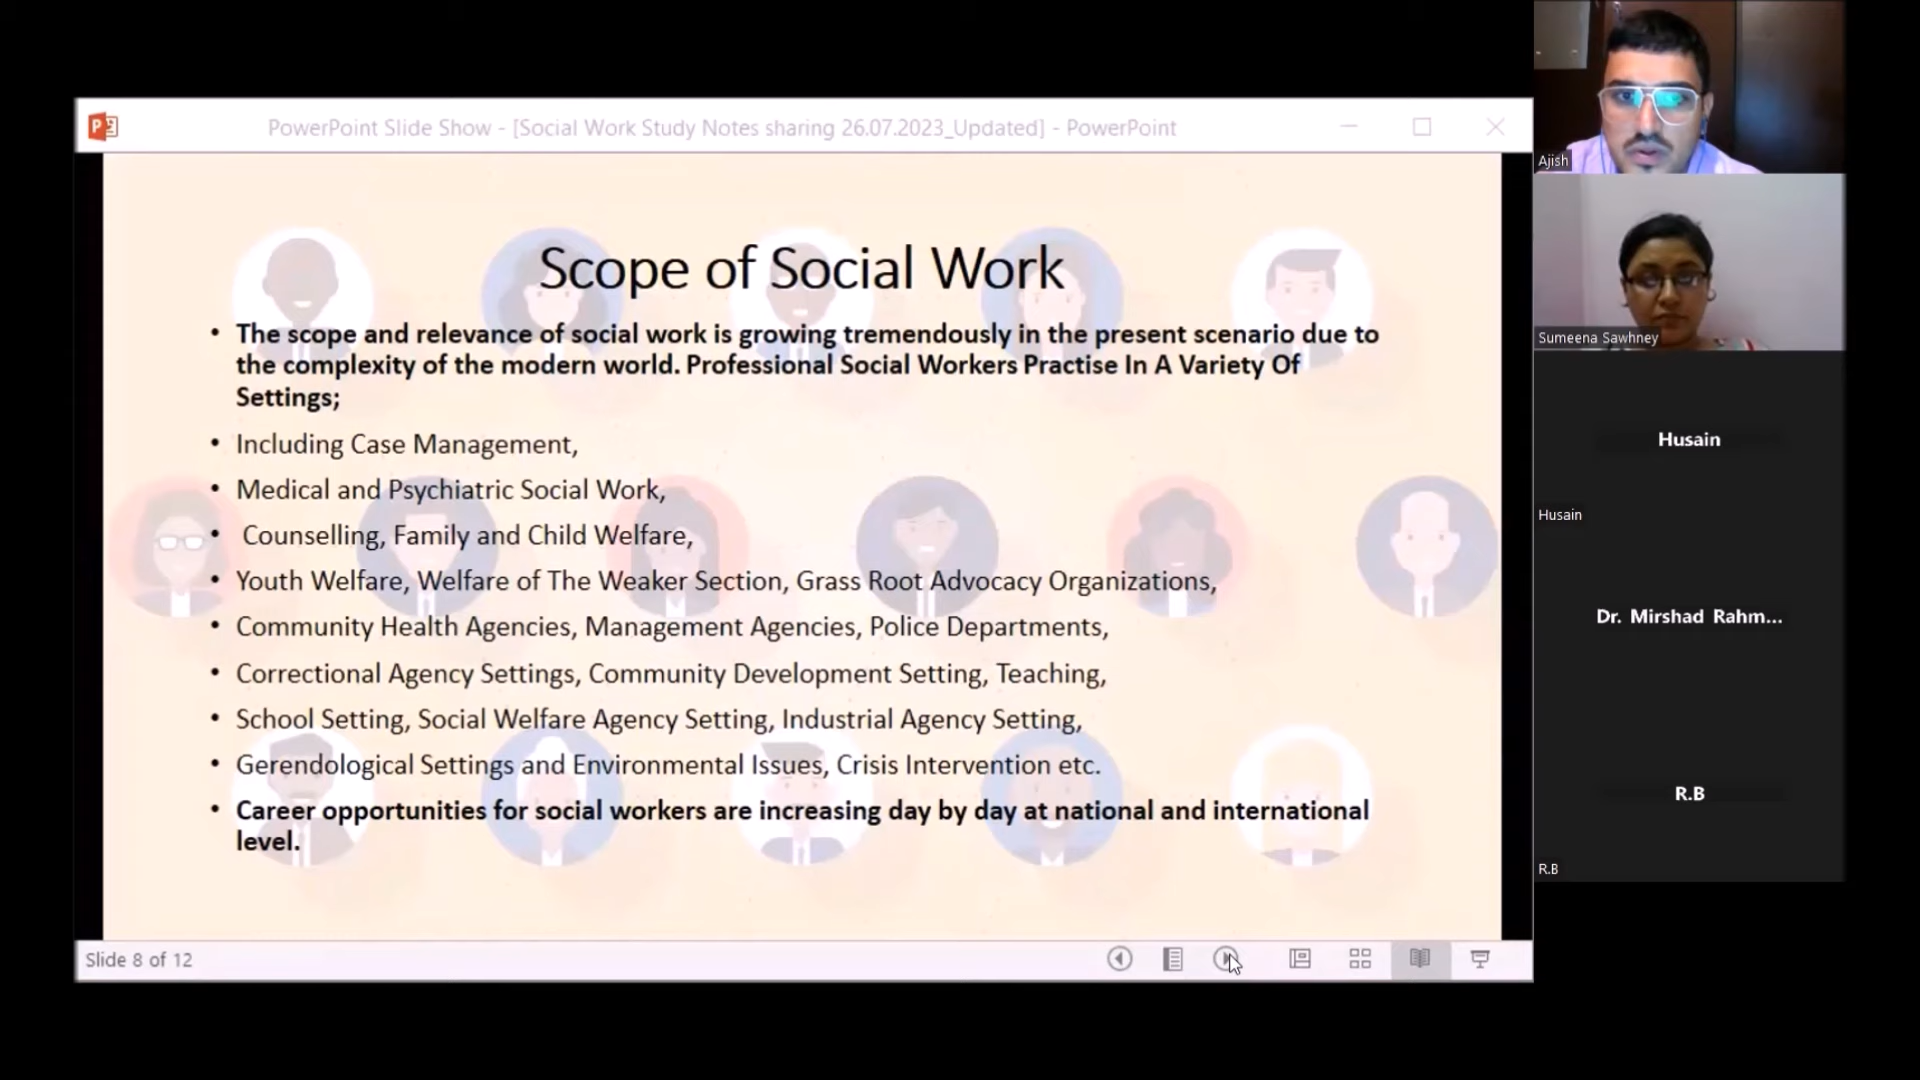 PowerPoint Slide Show - [Social Work Study Notes sharing 26.07.2023_Updated] - PowerPoint
Scope of Social Work
• The scope and relevance of social work is growing tremendously in the present scenario due to
the complexity of the modern world. Professional Social Workers Practise In A Variety Of
Settings;
• Including Case Management,
• Medical and Psychiatric Social Work,
• Counselling, Family and Child Welfare,
• Youth Welfare, Welfare of The Weaker Section, Grass Root Advocacy Organizations,
• Community Health Agencies, Management Agencies, Police Departments,
• Correctional Agency Settings, Community Development Setting, Teaching,
• School Setting, Social Welfare Agency Setting, Industrial Agency Setting,
• Gerendological Settings and Environmental Issues, Crisis Intervention etc.
• Career opportunities for social workers are increasing day by day at national and international
level.
Slide 8 of 12
Ajish
Sumeena Sawhney
Husain
Husain
Dr. Mirshad Rahm...
R.B
R.B